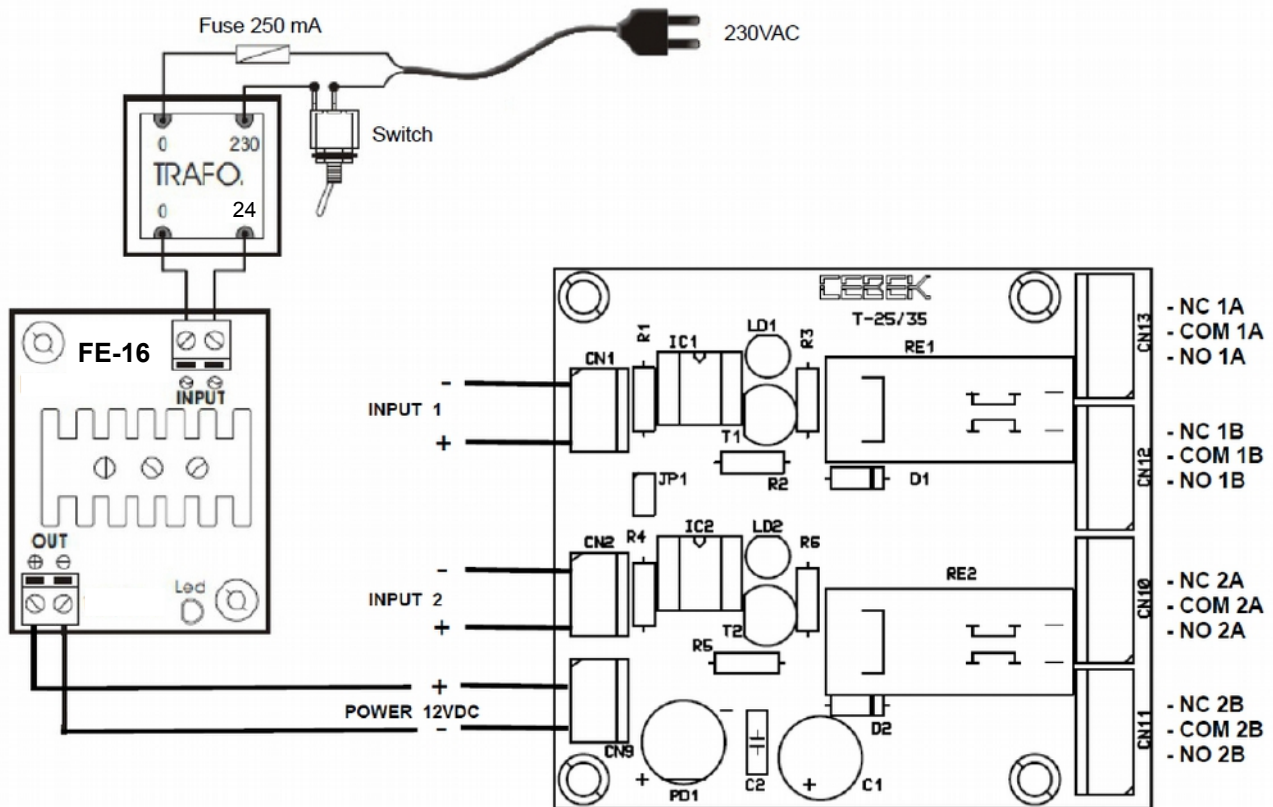 Fuse 250 mA
230VAC
Switch
0 230
TRAFO.
0 24
FE-16
INPUT
OUT
Led
CEBEK
T-25/35
INPUT 1
- 
+
CN1
R1
IC1
LD1
R3
RE1
T1
R2
JP1
D1
CN13
- NC 1A
- COM 1A
- NO 1A
CN12
- NC 1B
- COM 1B
- NO 1B
INPUT 2
-
+
CN2
R4
IC2
LD2
R6
RE2
T2
R5
CN10
- NC 2A
- COM 2A
- NO 2A
POWER 12VDC
+
-
CN9
PD1
- 
+
C2
C1
+
D2
CN11
- NC 2B
- COM 2B
- NO 2B